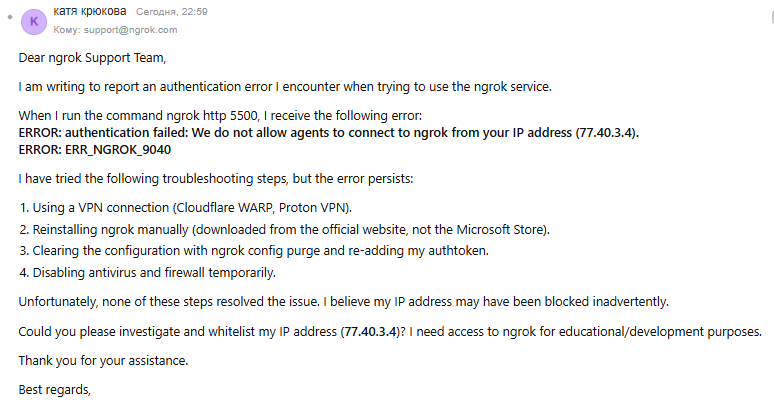 катя крюкова Сегодня, 22:59
К
Кому: support@ngrok.com
Dear ngrok Support Team,
I am writing to report an authentication error I encounter when trying to use the ngrok service.
When I run the command ngrok http 5500, I receive the following error:
ERROR: authentication failed: We do not allow agents to connect to ngrok from your IP address (77.40.3.4).
ERROR: ERR_NGROK_9040
I have tried the following troubleshooting steps, but the error persists:
1. Using a VPN connection (Cloudflare WARP, Proton VPN).
2. Reinstalling ngrok manually (downloaded from the official website, not the Microsoft Store).
3. Clearing the configuration with ngrok config purge and re-adding my authtoken.
4. Disabling antivirus and firewall temporarily.
Unfortunately, none of these steps resolved the issue. I believe my IP address may have been blocked inadvertently.
Could you please investigate and whitelist my IP address (77.40.3.4)? I need access to ngrok for educational/development purposes.
Thank you for your assistance.
Best regards,